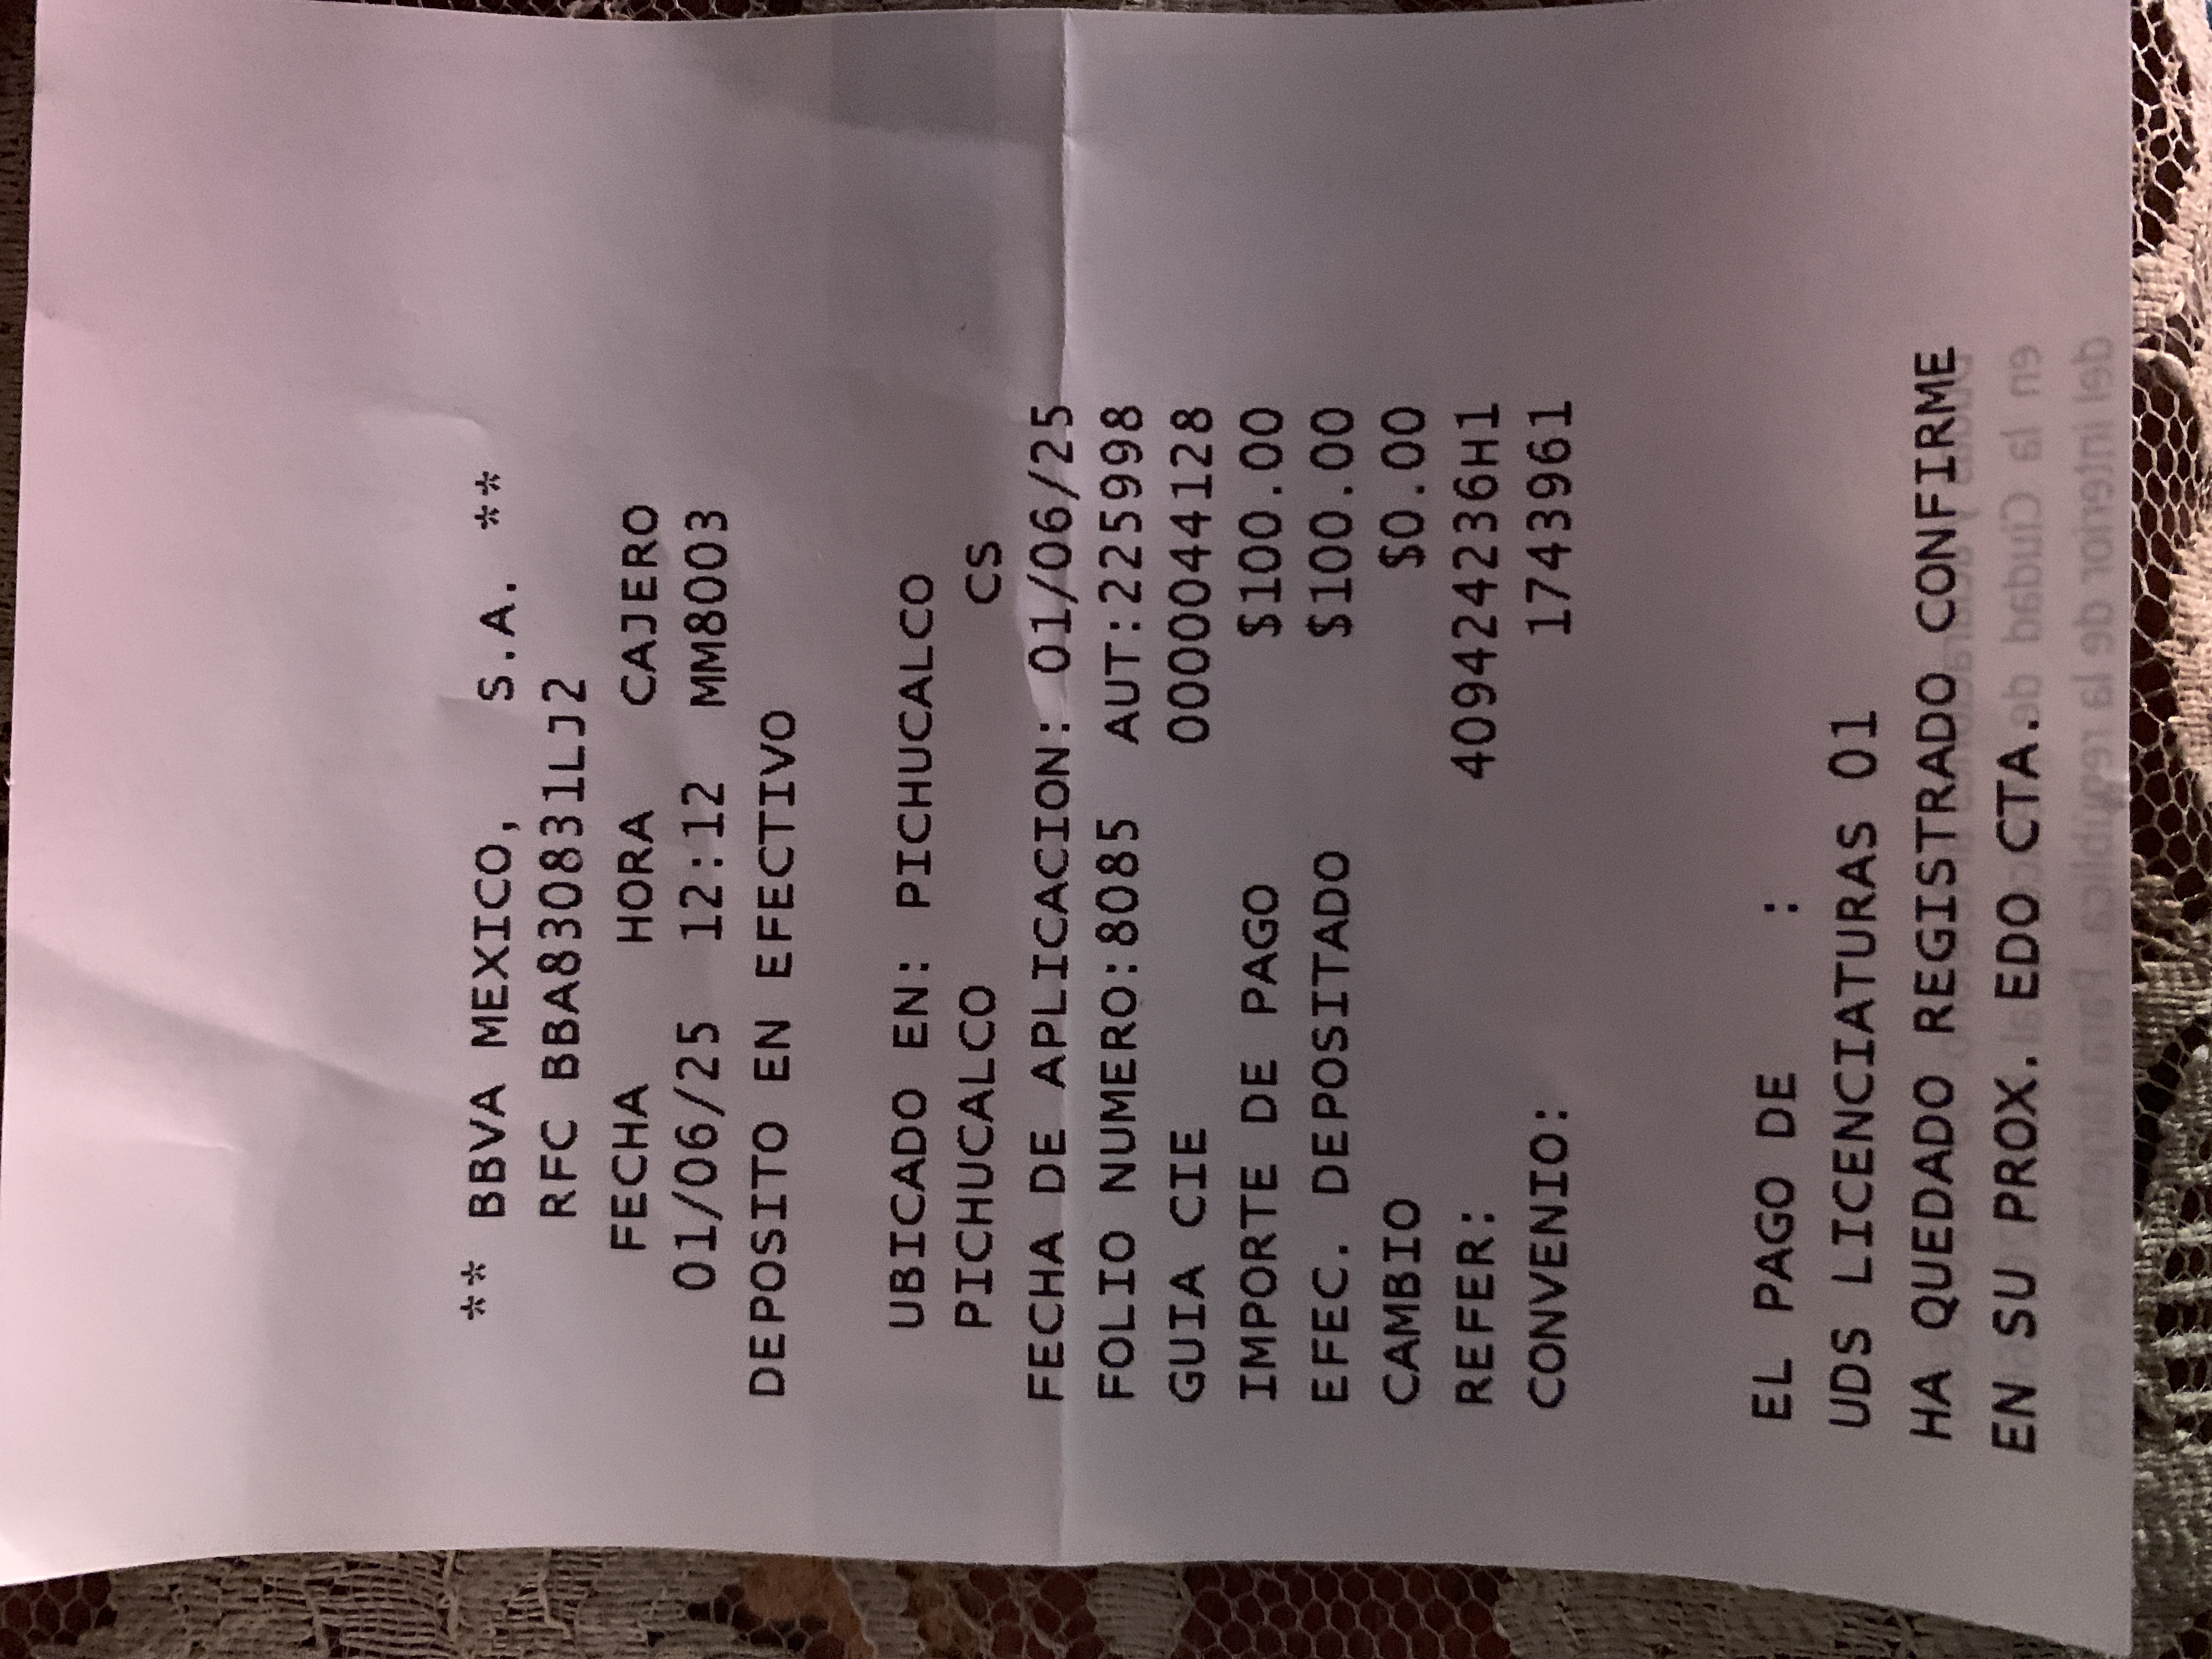 ** BBVA MEXICO, S.A. **
RFC BBA830831LJ2
FECHA HORA CAJERO
01/06/25 12:12 MM8003
DEPOSITO EN EFECTIVO
UBICADO EN: PICHUCALCO
PICHUCALCO CS
FECHA DE APLICACION: 01/06/25
FOLIO NUMERO:8085 AUT:225998
GUIA CIE 0000044128
IMPORTE DE PAGO $100.00
EFEC. DEPOSITADO $100.00
CAMBIO $0.00
REFER: 409424236H1
CONVENIO: 1743961
EL PAGO DE :
UDS LICENCIATURAS 01
HA QUEDADO REGISTRADO CONFIRME
EN SU PROX. EDO CTA.